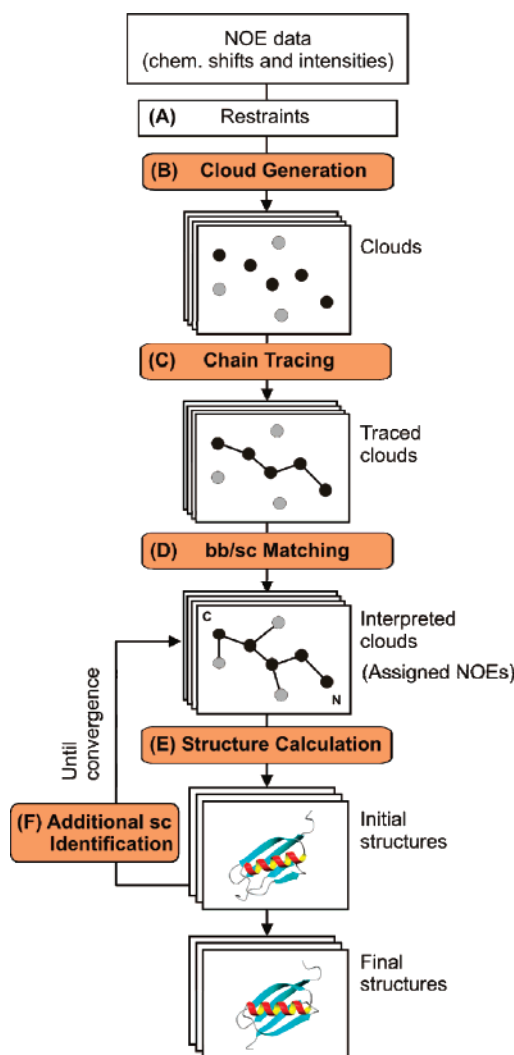 NOE data
(chem. shifts and intensities)
(A) Restraints
(B) Cloud Generation
Clouds
(C) Chain Tracing
Traced
clouds
(D) bb/sc Matching
C
N
Interpreted
clouds
(Assigned NOEs)
Until
convergence
(E) Structure Calculation
(F) Additional sc
Identification
Initial
structures
Final
structures